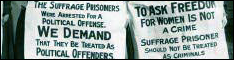 THE SUFFRAGE PRISONERS
WERE ARRESTED FOR A
POLITICAL OFFENSE.
WE DEMAND
THAT THEY BE TREATED AS
POLITICAL OFFENDERS
TO ASK FREEDOM
FOR WOMEN IS NOT
A CRIME
SUFFRAGE PRISONER
SHOULD NOT BE TREATED
AS CRIMINALS